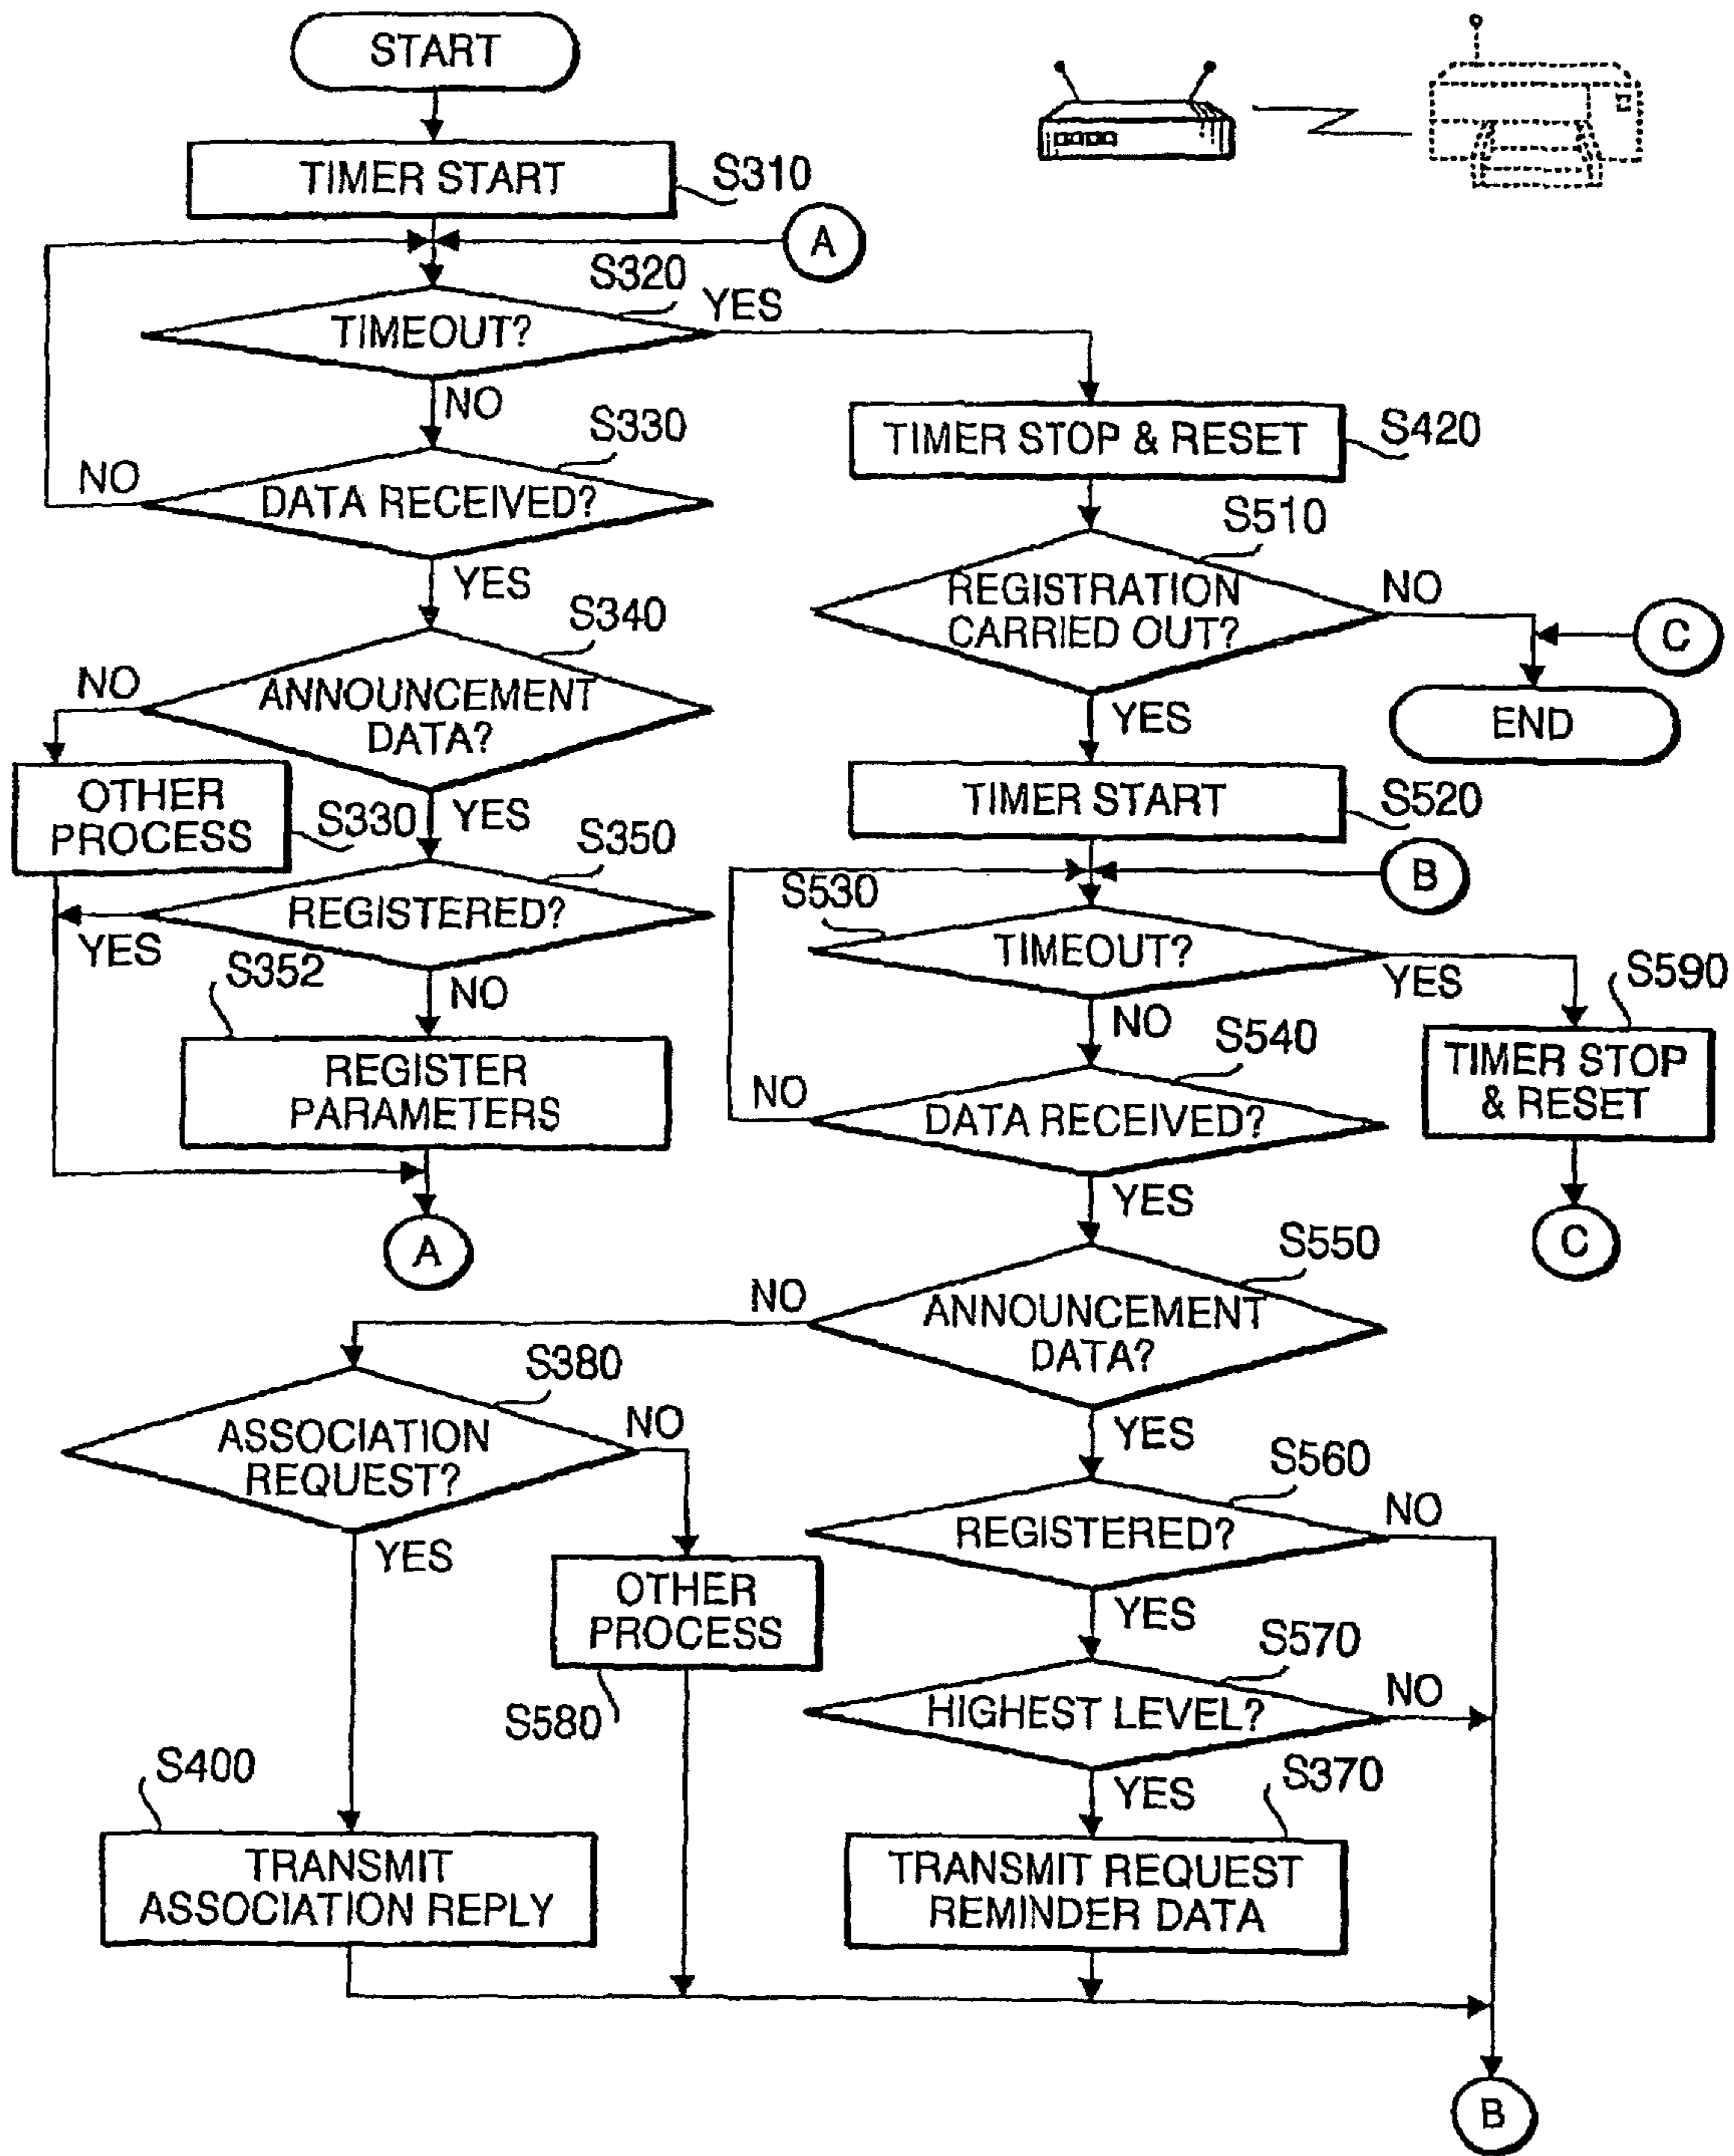 START
TIMER START
S310
A
S320
TIMEOUT?
YES
NO
S330
DATA RECEIVED?
NO
YES
S340
ANNOUNCEMENT
DATA?
NO
YES
OTHER
PROCESS
S330
S350
REGISTERED?
YES
NO
S352
REGISTER
PARAMETERS
A
TIMER STOP & RESET
S420
S510
REGISTRATION
CARRIED OUT?
NO
C
END
YES
TIMER START
S520
B
S530
TIMEOUT?
YES
S590
TIMER STOP
& RESET
C
NO
S540
DATA RECEIVED?
NO
YES
S550
ANNOUNCEMENT
DATA?
NO
YES
S380
ASSOCIATION
REQUEST?
NO
YES
OTHER
PROCESS
S580
S400
TRANSMIT
ASSOCIATION REPLY
S560
REGISTERED?
NO
YES
S570
HIGHEST LEVEL?
NO
YES
S370
TRANSMIT REQUEST
REMINDER DATA
B